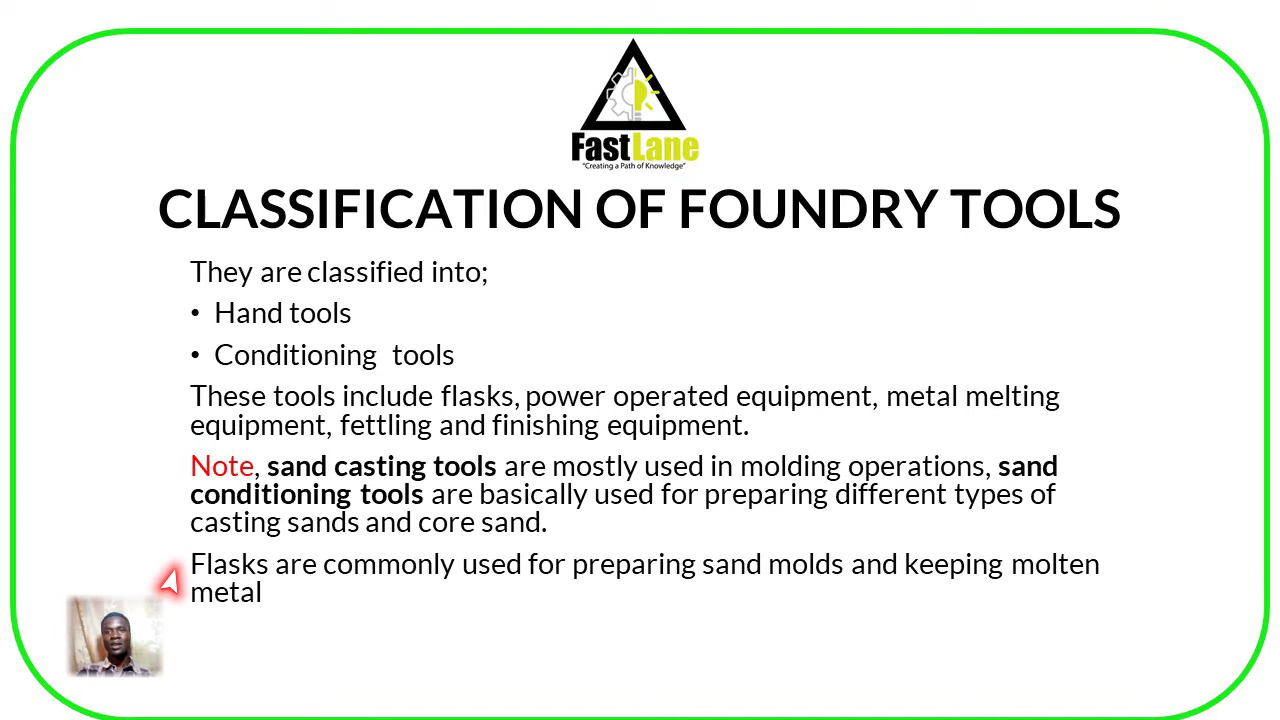 FastLane
"Creating a Path of Knowledge"
CLASSIFICATION OF FOUNDRY TOOLS
They are classified into;
• Hand tools
• Conditioning tools
These tools include flasks, power operated equipment, metal melting
equipment, fettling and finishing equipment.
Note, sand casting tools are mostly used in molding operations, sand
conditioning tools are basically used for preparing different types of
casting sands and core sand.
Flasks are commonly used for preparing sand molds and keeping molten
metal